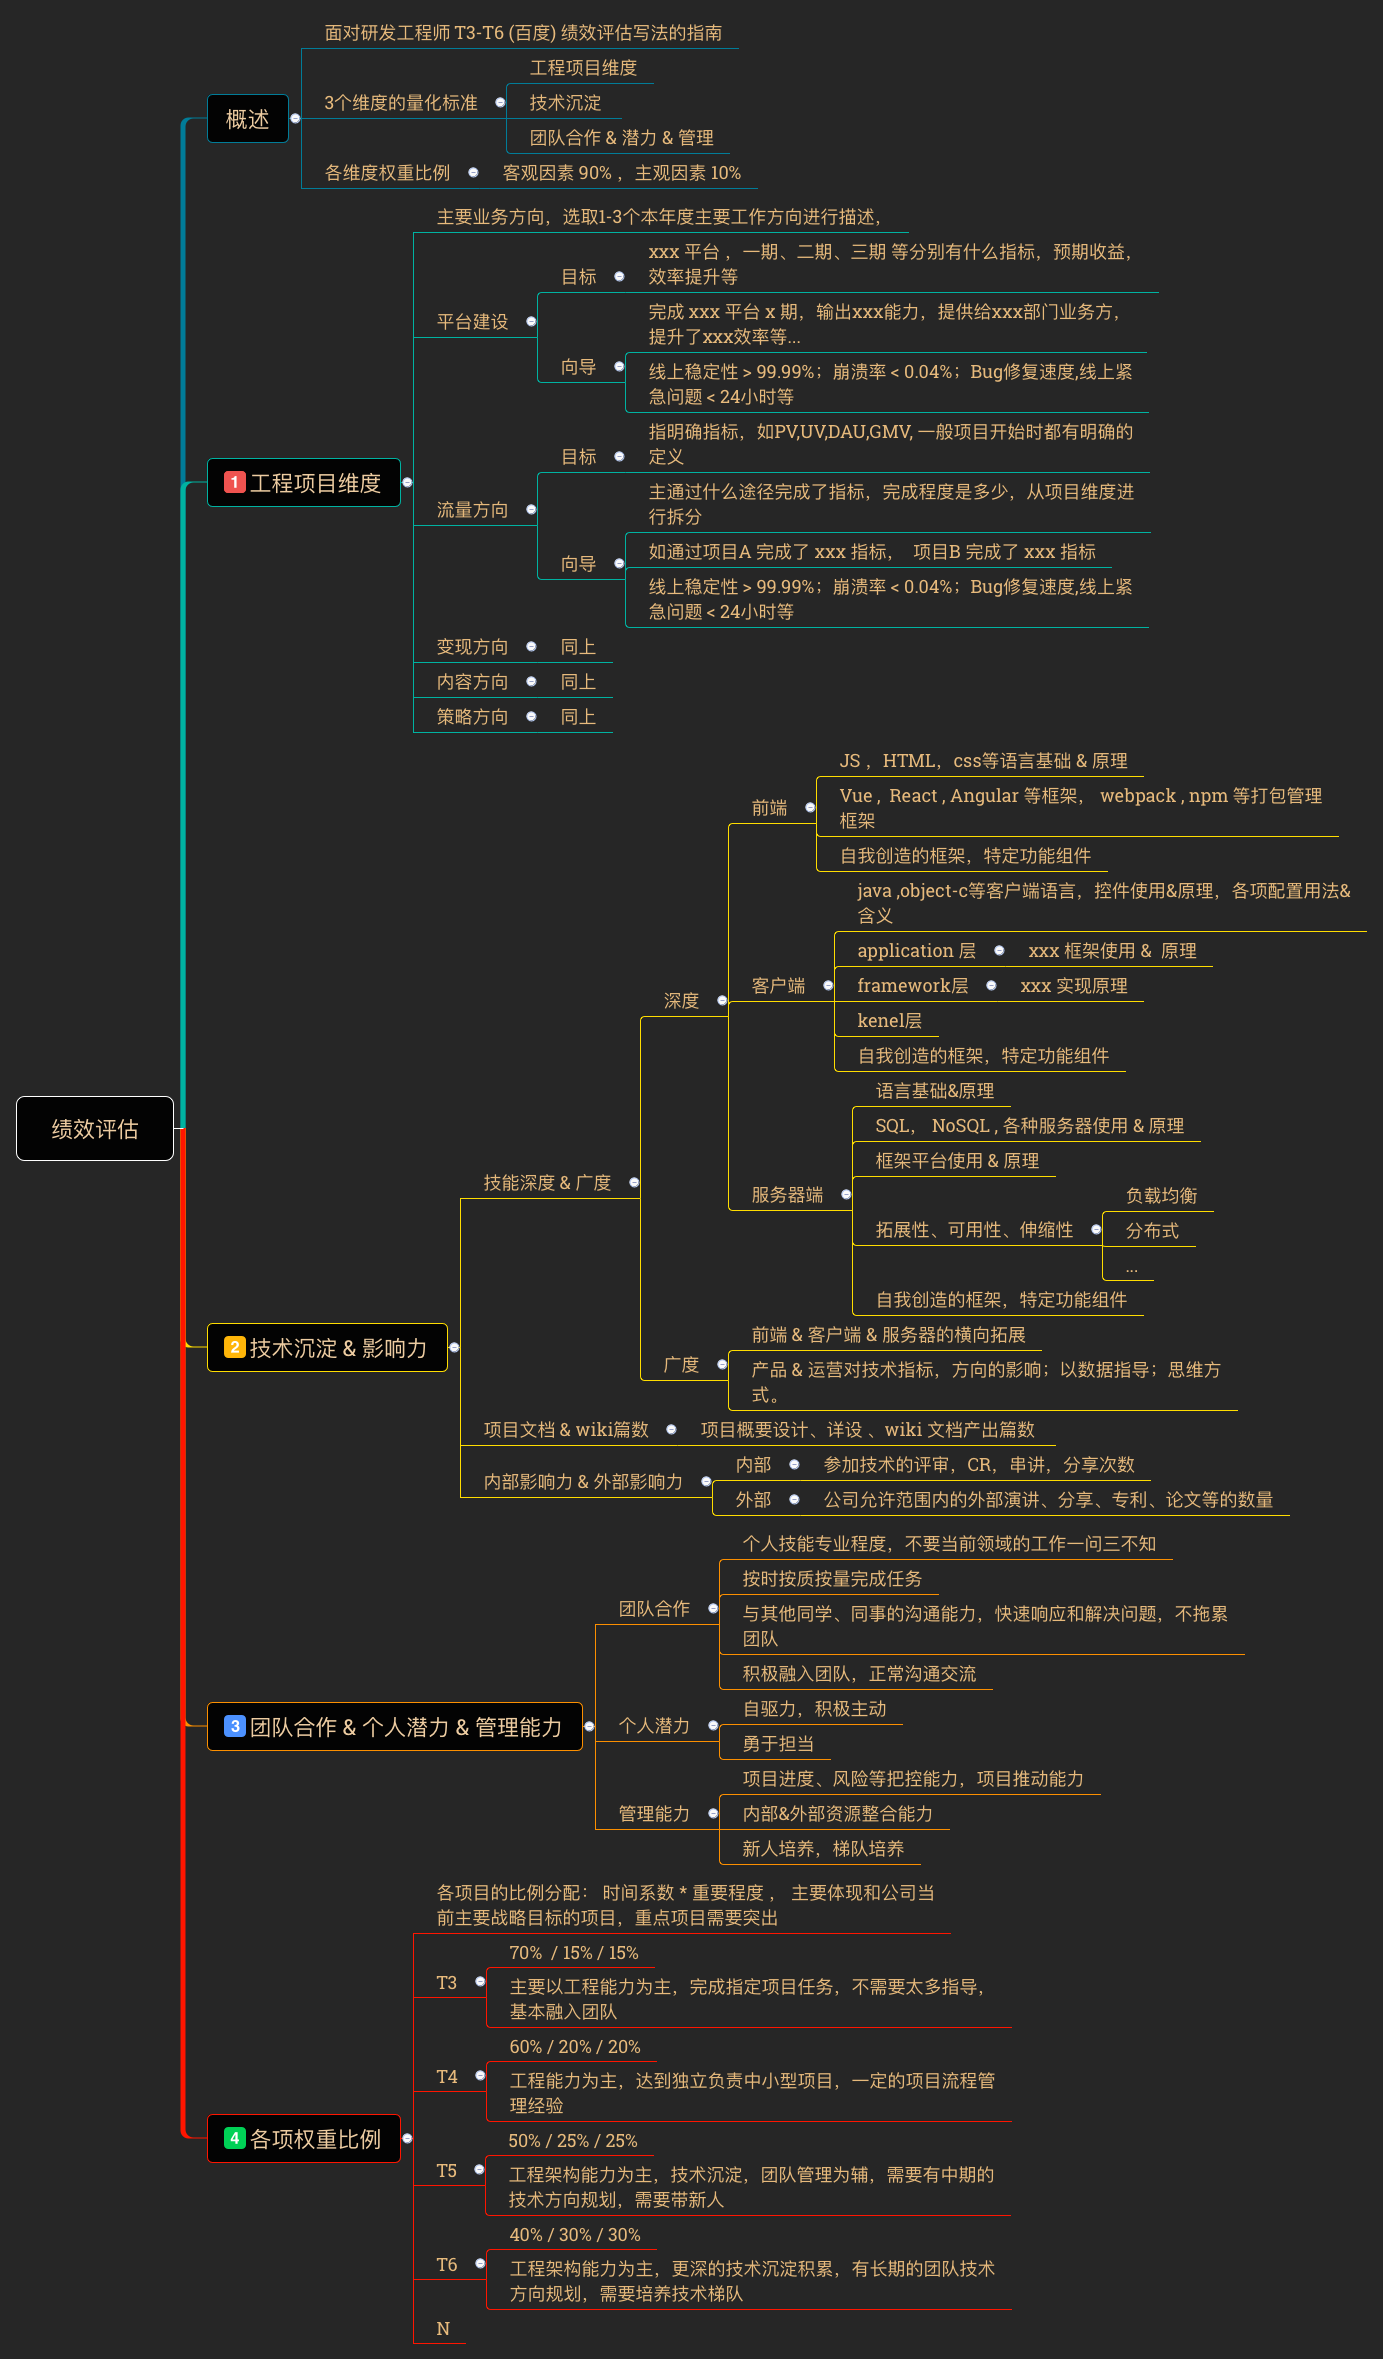 绩效评估
概述
面对研发工程师 T3-T6 (百度) 绩效评估写法的指南
3个维度的量化标准
工程项目维度
技术沉淀
团队合作 & 潜力 & 管理
各维度权重比例
客观因素 90% ，主观因素 10%
1 工程项目维度
主要业务方向，选取1-3个本年度主要工作方向进行描述，
平台建设
目标
xxx 平台 ，一期、二期、三期 等分别有什么指标，预期收益，
效率提升等
向导
完成 xxx 平台 x 期，输出xxx能力，提供给xxx部门业务方，
提升了xxx效率等...
线上稳定性 > 99.99%；崩溃率 < 0.04%；Bug修复速度,线上紧
急问题 < 24小时等
流量方向
目标
指明确指标，如PV,UV,DAU,GMV, 一般项目开始时都有明确的
定义
向导
主通过什么途径完成了指标，完成程度是多少，从项目维度进
行拆分
如通过项目A 完成了 xxx 指标， 项目B 完成了 xxx 指标
线上稳定性 > 99.99%；崩溃率 < 0.04%；Bug修复速度,线上紧
急问题 < 24小时等
变现方向
同上
内容方向
同上
策略方向
同上
2 技术沉淀 & 影响力
技能深度 & 广度
深度
前端
JS ，HTML，css等语言基础 & 原理
Vue , React , Angular 等框架， webpack , npm 等打包管理
框架
自我创造的框架，特定功能组件
客户端
java ,object-c等客户端语言，控件使用&原理，各项配置用法&
含义
application 层
xxx 框架使用 & 原理
framework层
xxx 实现原理
kenel层
自我创造的框架，特定功能组件
服务器端
语言基础&原理
SQL， NoSQL , 各种服务器使用 & 原理
框架平台使用 & 原理
拓展性、可用性、伸缩性
负载均衡
分布式
...
自我创造的框架，特定功能组件
广度
前端 & 客户端 & 服务器的横向拓展
产品 & 运营对技术指标，方向的影响；以数据指导；思维方
式。
项目文档 & wiki篇数
项目概要设计、详设 、wiki 文档产出篇数
内部影响力 & 外部影响力
内部
参加技术的评审，CR，串讲，分享次数
外部
公司允许范围内的外部演讲、分享、专利、论文等的数量
3 团队合作 & 个人潜力 & 管理能力
团队合作
个人技能专业程度，不要当前领域的工作一问三不知
按时按质按量完成任务
与其他同学、同事的沟通能力，快速响应和解决问题，不拖累
团队
积极融入团队，正常沟通交流
个人潜力
自驱力，积极主动
勇于担当
管理能力
项目进度、风险等把控能力，项目推动能力
内部&外部资源整合能力
新人培养，梯队培养
4 各项权重比例
各项目的比例分配： 时间系数 * 重要程度 ， 主要体现和公司当
前主要战略目标的项目，重点项目需要突出
T3
70% / 15% / 15%
主要以工程能力为主，完成指定项目任务，不需要太多指导，
基本融入团队
T4
60% / 20% / 20%
工程能力为主，达到独立负责中小型项目，一定的项目流程管
理经验
T5
50% / 25% / 25%
工程架构能力为主，技术沉淀，团队管理为辅，需要有中期的
技术方向规划，需要带新人
T6
40% / 30% / 30%
工程架构能力为主，更深的技术沉淀积累，有长期的团队技术
方向规划，需要培养技术梯队
N